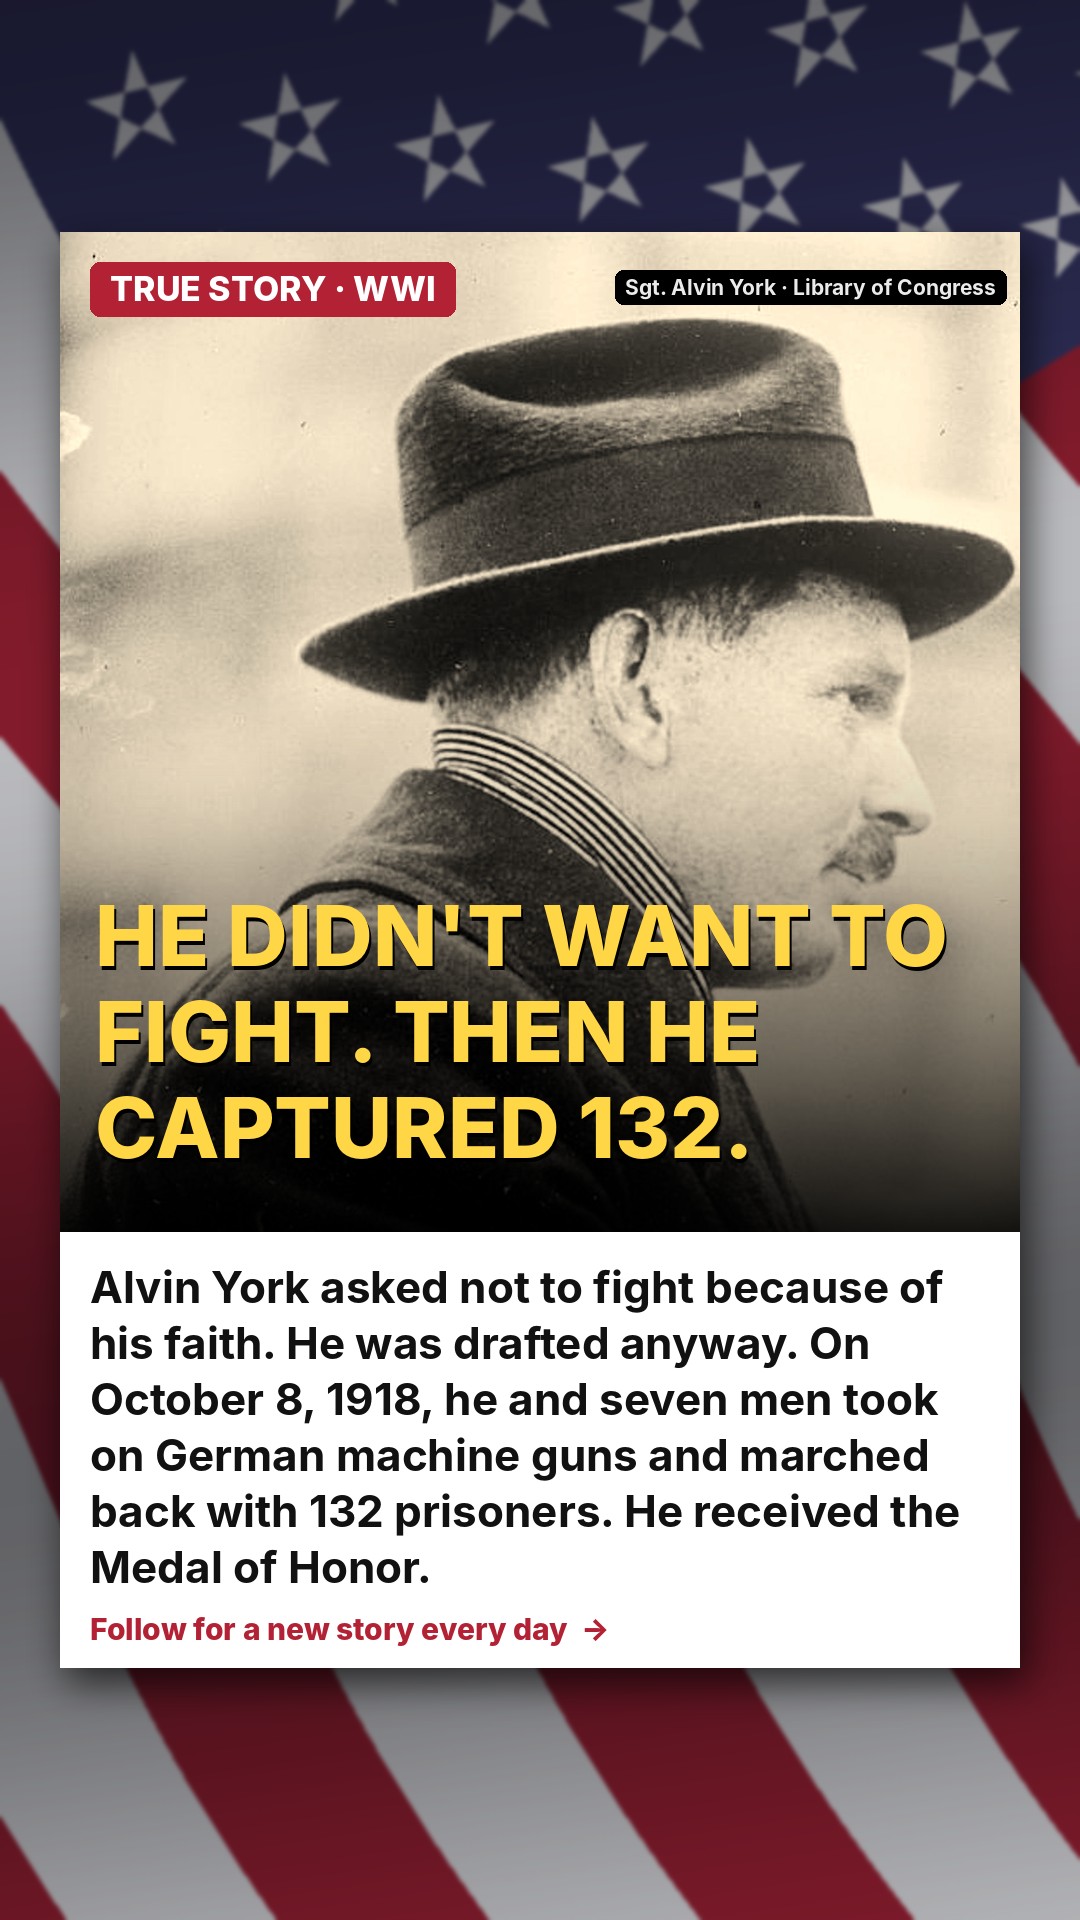 TRUE STORY · WWI
Sgt. Alvin York · Library of Congress
HE DIDN'T WANT TO
FIGHT. THEN HE
CAPTURED 132.
Alvin York asked not to fight because of
his faith. He was drafted anyway. On
October 8, 1918, he and seven men took
on German machine guns and marched
back with 132 prisoners. He received the
Medal of Honor.
Follow for a new story every day →